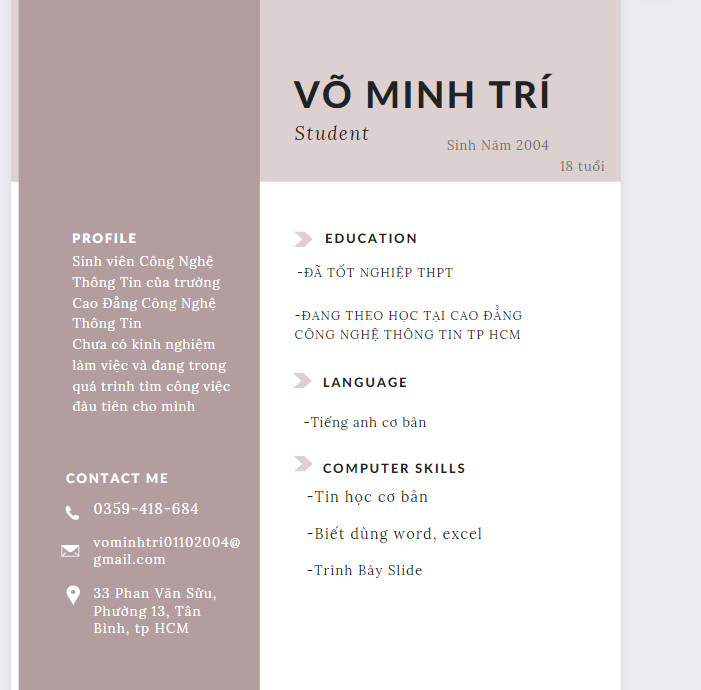 VÕ MINH TRÍ
Student
Sinh Năm 2004
18 tuổi
PROFILE
Sinh viên Công Nghệ
Thông Tin của trường
Cao Đẳng Công Nghệ
Thông Tin
Chưa có kinh nghiệm
làm việc và đang trong
quá trình tìm công việc
đàu tiên cho mình
CONTACT ME
0359-418-684
vominhtri01102004@
gmail.com
33 Phan Văn Sửu,
Phường 13, Tân
Bình, tp HCM
EDUCATION
-ĐÃ TỐT NGHIỆP THPT
-ĐANG THEO HỌC TẠI CAO ĐẲNG
CÔNG NGHỆ THÔNG TIN TP HCM
LANGUAGE
-Tiếng anh cơ bản
COMPUTER SKILLS
-Tin học cơ bản
-Biết dùng word, excel
-Trình Bày Slide